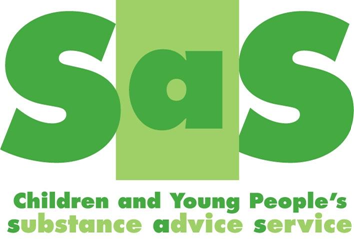 SaS
Children and Young People's
substance advice service